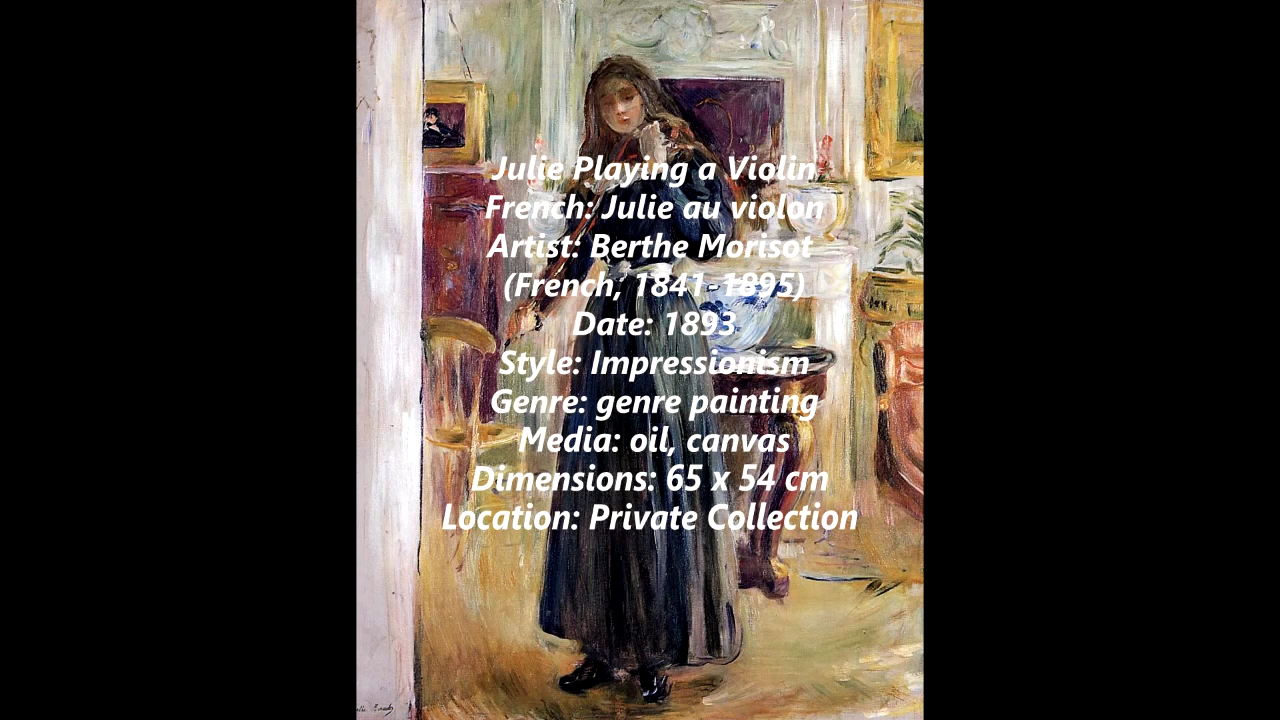 Julie Playing a Violin
French: Julie au violon
Artist: Berthe Morisot
(French, 1841-1895)
Date: 1893
Style: Impressionism
Genre: genre painting
Media: oil, canvas
Dimensions: 65 x 54 cm
Location: Private Collection